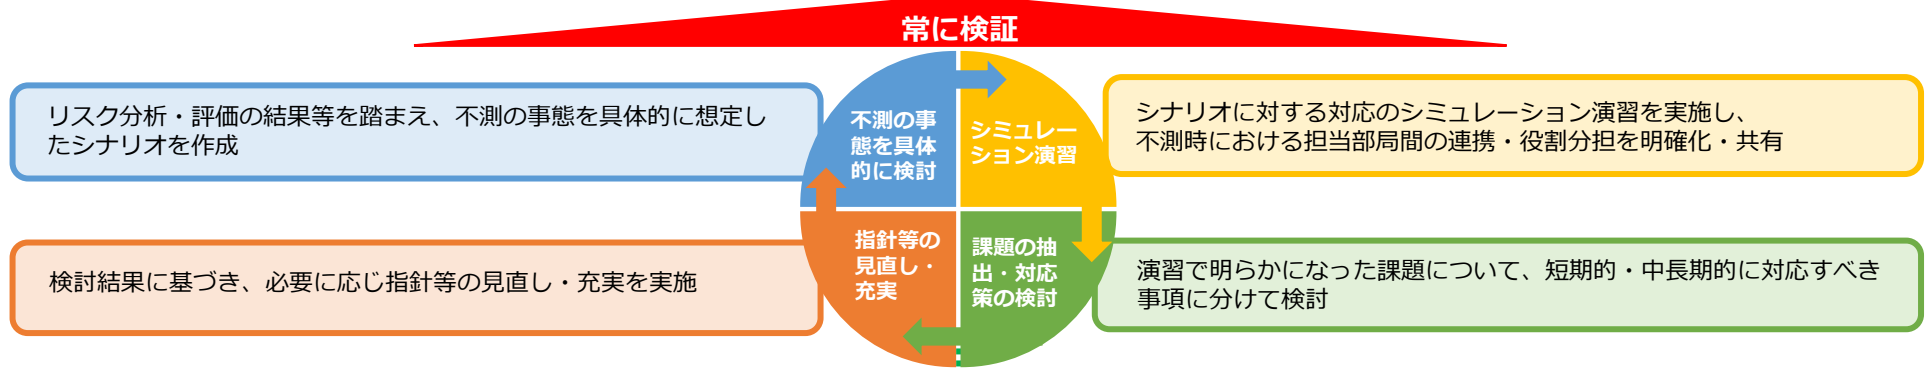 常に検証
リスク分析・評価の結果等を踏まえ、不測の事態を具体的に想定し
たシナリオを作成
不測の事
態を具体
的に検討
シミュレー
ション演習
シナリオに対する対応のシミュレーション演習を実施し、
不測時における担当部局間の連携・役割分担を明確化・共有
検討結果に基づき、必要に応じ指針等の見直し・充実を実施
指針等の
見直し・
充実
課題の抽
出・対応
策の検討
演習で明らかになった課題について、短期的・中長期的に対応すべき
事項に分けて検討